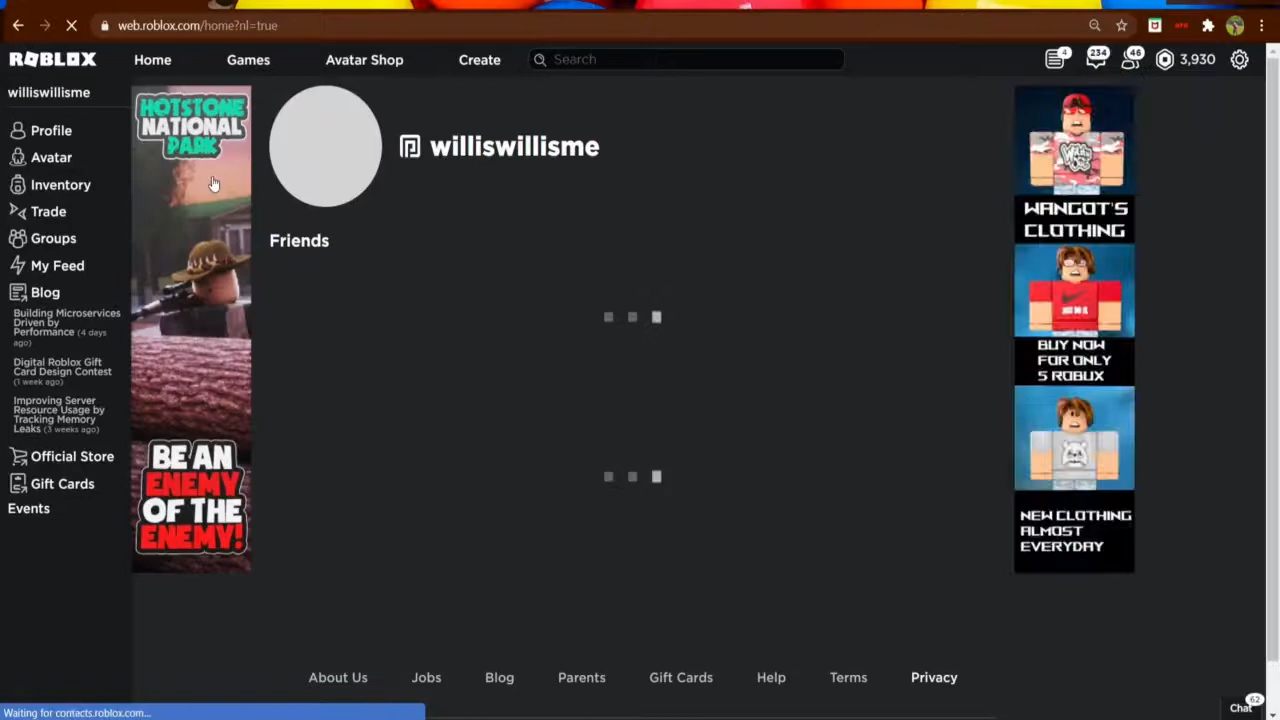 web.roblox.com/home?nl=true
ROBLOX Home Games Avatar Shop Create Search 4 234 46 3,930
williswillisme
Profile
Avatar
Inventory
Trade
Groups
My Feed
Blog
Building Microservices
Driven by
Performance (4 days
ago)
Digital Roblox Gift
Card Design Contest
(1 week ago)
Improving Server
Resource Usage by
Tracking Memory
Leaks (3 weeks ago)
Official Store
Gift Cards
Events
HOTSTONE
NATIONAL
PARK
BE AN
ENEMY
OF THE
ENEMY!
williswillisme
Friends
WANGOT'S
CLOTHING
BUY NOW
FOR ONLY
5 ROBUX
NEW CLOTHING
ALMOST
EVERYDAY
About Us Jobs Blog Parents Gift Cards Help Terms Privacy
Waiting for contacts.roblox.com...
Chat 62